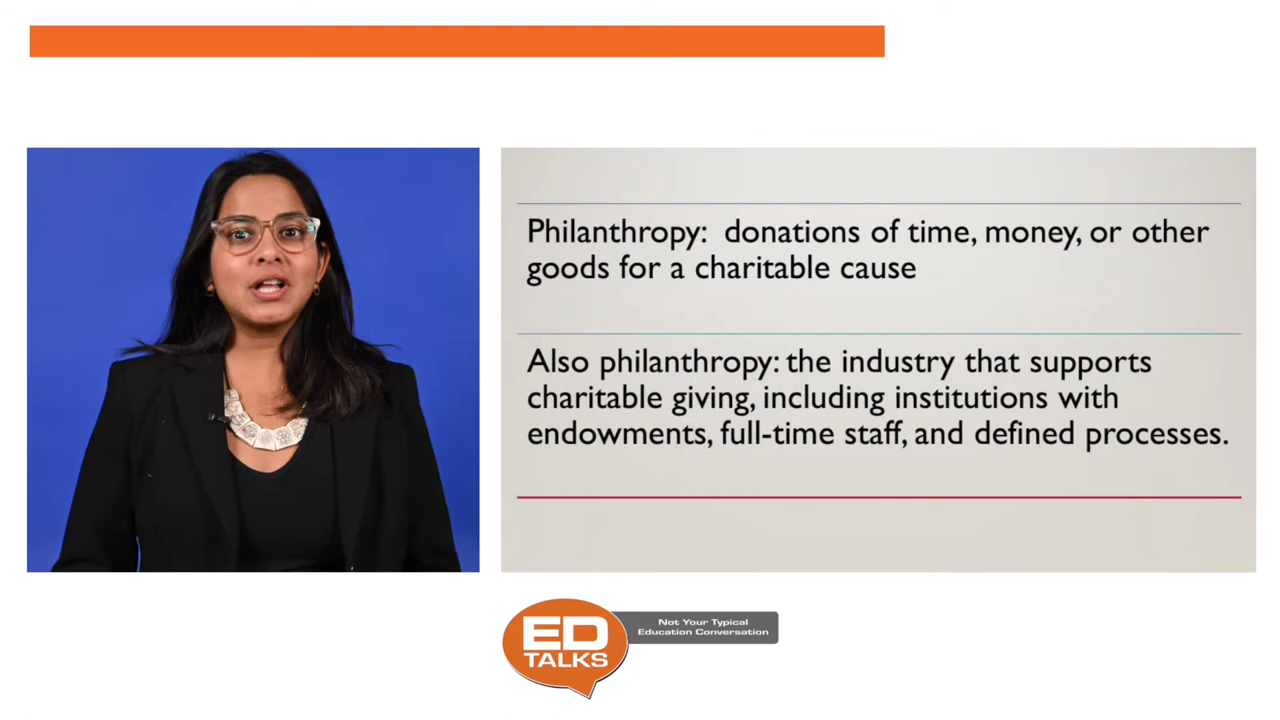 Philanthropy: donations of time, money, or other
goods for a charitable cause
Also philanthropy: the industry that supports
charitable giving, including institutions with
endowments, full-time staff, and defined processes.
ED
TALKS
Not Your Typical
Education Conversation